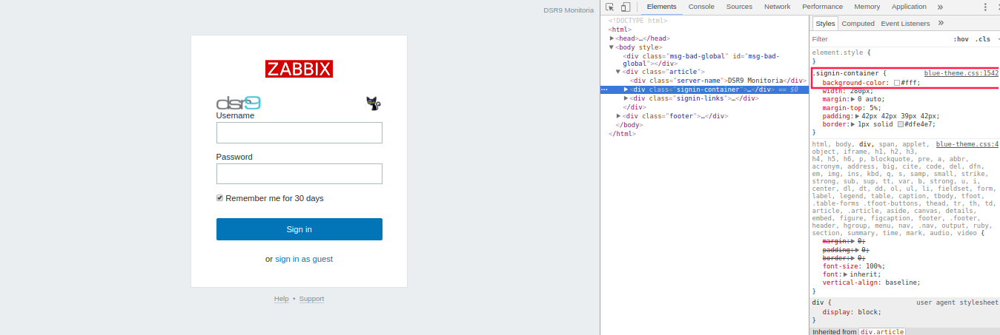 DSR9 Monitoria
ZABBIX
dsr9
Username
Password
Remember me for 30 days
Sign in
or sign in as guest
Help • Support
Elements Console Sources Network Performance Memory Application »
<!DOCTYPE html>
<html>
<head>…</head>
<body style>
<div class="msg-bad-global" id="msg-bad-
global"></div>
<div class="article">
<div class="server-name">DSR9 Monitoria</div>
<div class="signin-container">…</div> == $0
<div class="signin-links">…</div>
</div>
<div class="footer">…</div>
</body>
</html>
Styles Computed Event Listeners »
Filter :hov .cls
element.style {
}
.signin-container { blue-theme.css:1542
background-color: #fff;
width: 280px;
margin: 0 auto;
margin-top: 5%;
padding: 42px 42px 39px 42px;
border: 1px solid #dfe4e7;
}
html, body, div, span, applet, blue-theme.css:4
object, iframe, h1, h2, h3,
h4, h5, h6, p, blockquote, pre, a, abbr,
acronym, address, big, cite, code, del, dfn,
em, img, ins, kbd, q, s, samp, small, strike,
strong, sub, sup, tt, var, b, strong, u, i,
center, dl, dt, dd, ol, ul, li, fieldset, form,
label, legend, table, caption, tbody, tfoot,
.table-forms .tfoot-buttons, thead, tr, th, td,
article, .article, aside, canvas, details,
embed, figure, figcaption, footer, .footer,
header, hgroup, menu, nav, .nav, output, ruby,
section, summary, time, mark, audio, video {
margin: 0;
padding: 0;
border: 0;
font-size: 100%;
font: inherit;
vertical-align: baseline;
}
div { user agent stylesheet
display: block;
}
Inherited from div.article